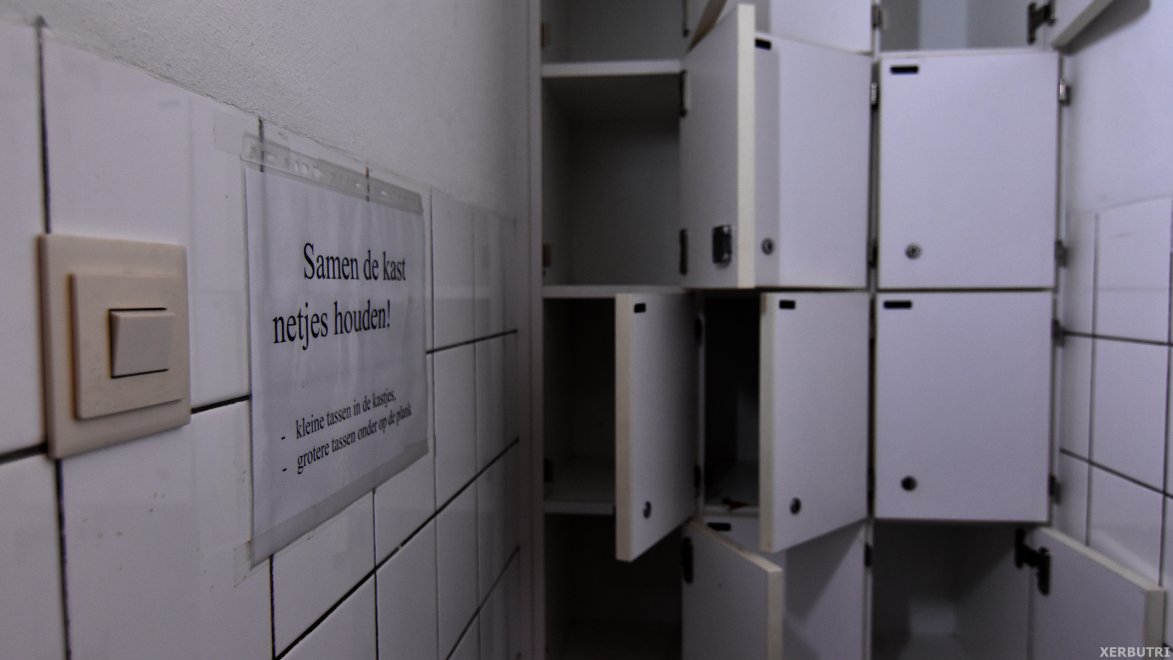 Samen de kast
netjes houden!
- kleine tassen in de kastjes,
- grotere tassen onder op de plank
XERBUTRI